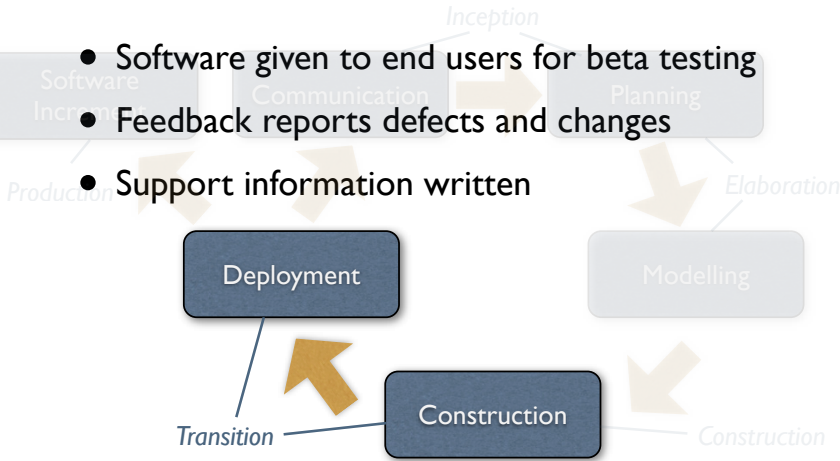 Inception
• Software given to end users for beta testing
Software
Increment
Communication
Planning
• Feedback reports defects and changes
• Support information written
Production
Elaboration
Deployment
Modelling
Construction
Transition
Construction